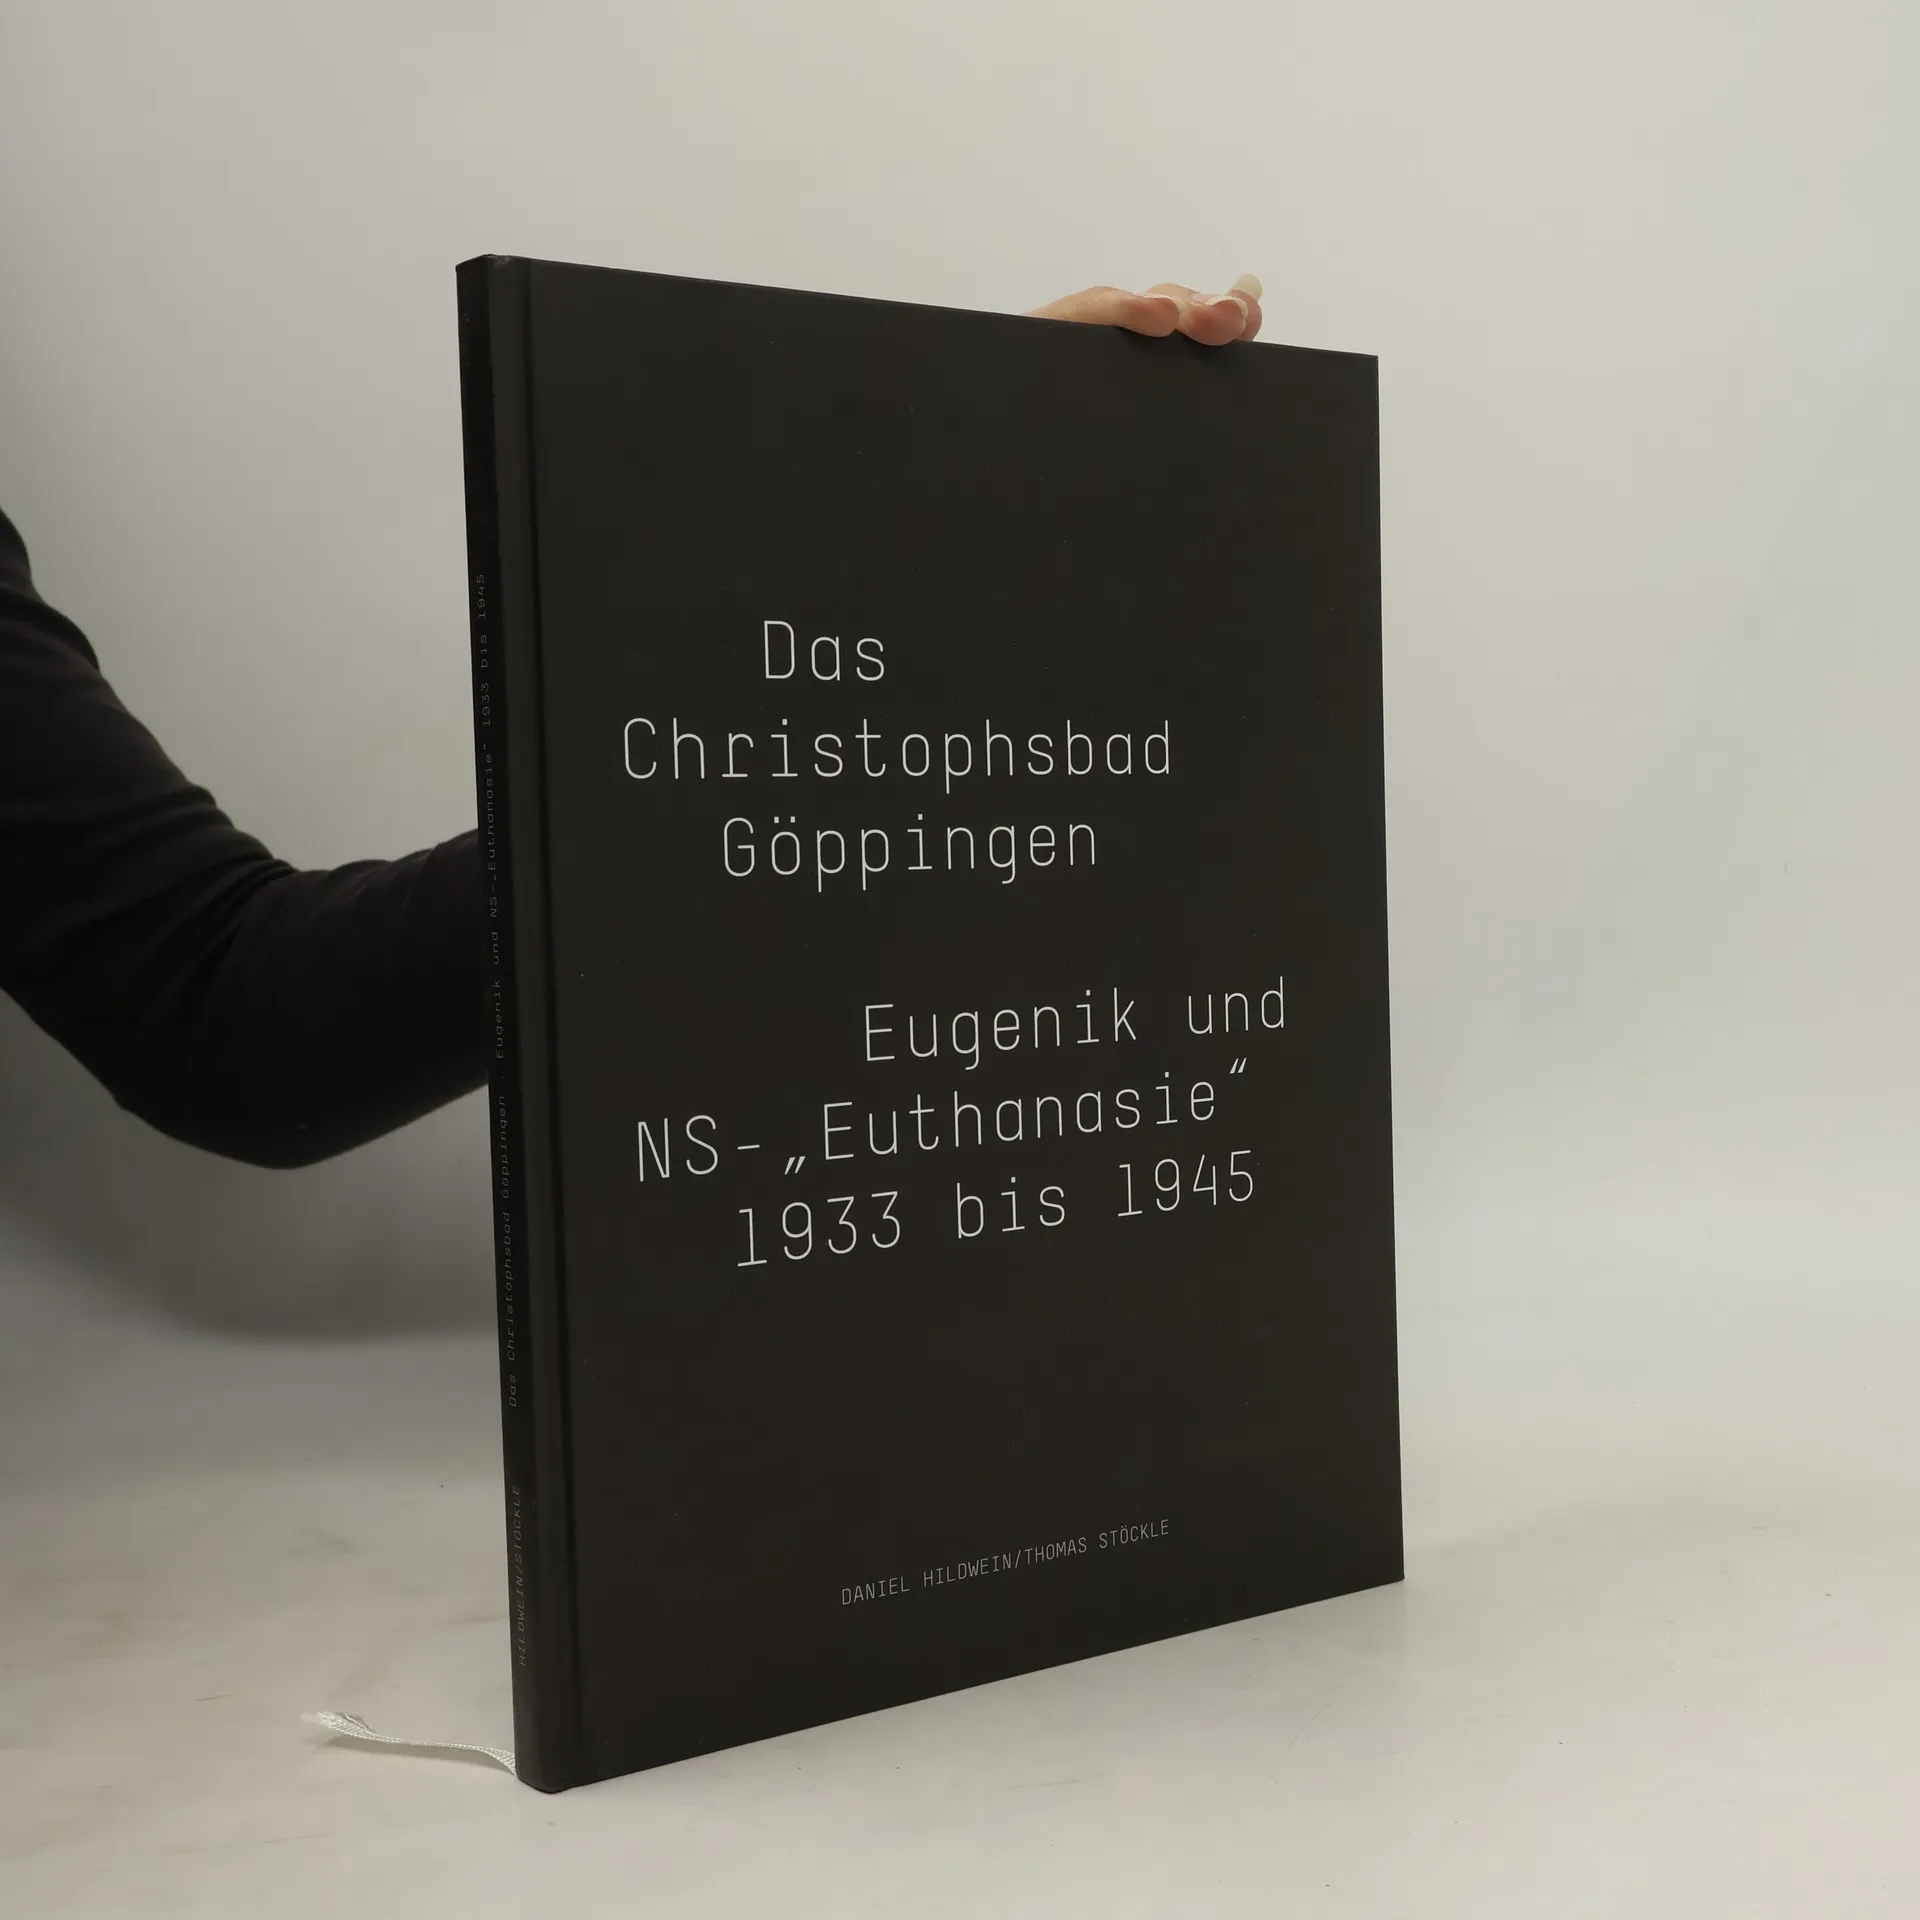 Das
Christophsbad
Göppingen
Eugenik und
NS-„Euthanasie“
1933 bis 1945
DANIEL HILDWEIN/THOMAS STÖCKLE
HILDWEIN/STÖCKLE Das Christophsbad Göppingen . Eugenik und NS-„Euthanasie“ 1933 bis 1945